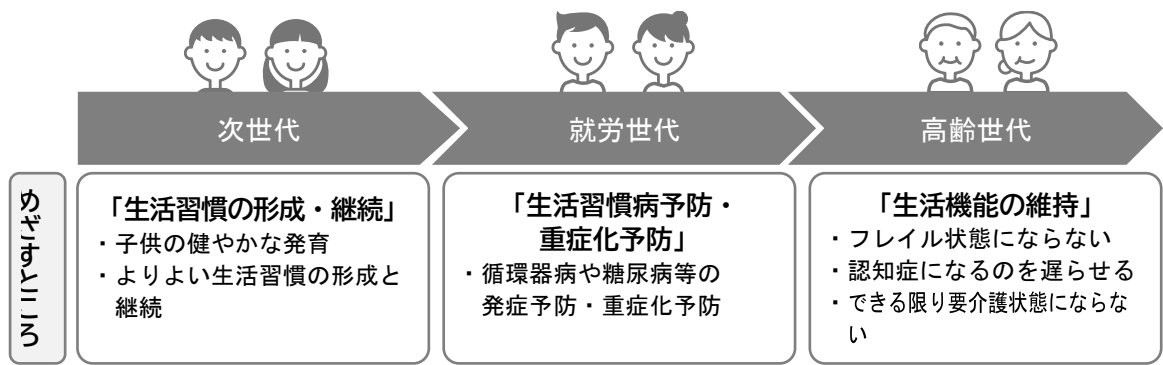 次世代
就労世代
高齢世代
めざすところ
「生活習慣の形成・継続」
・子供の健やかな発育
・よりよい生活習慣の形成と
継続
「生活習慣病予防・
重症化予防」
・循環器病や糖尿病等の
発症予防・重症化予防
「生活機能の維持」
・フレイル状態にならない
・認知症になるのを遅らせる
・できる限り要介護状態にならな
い